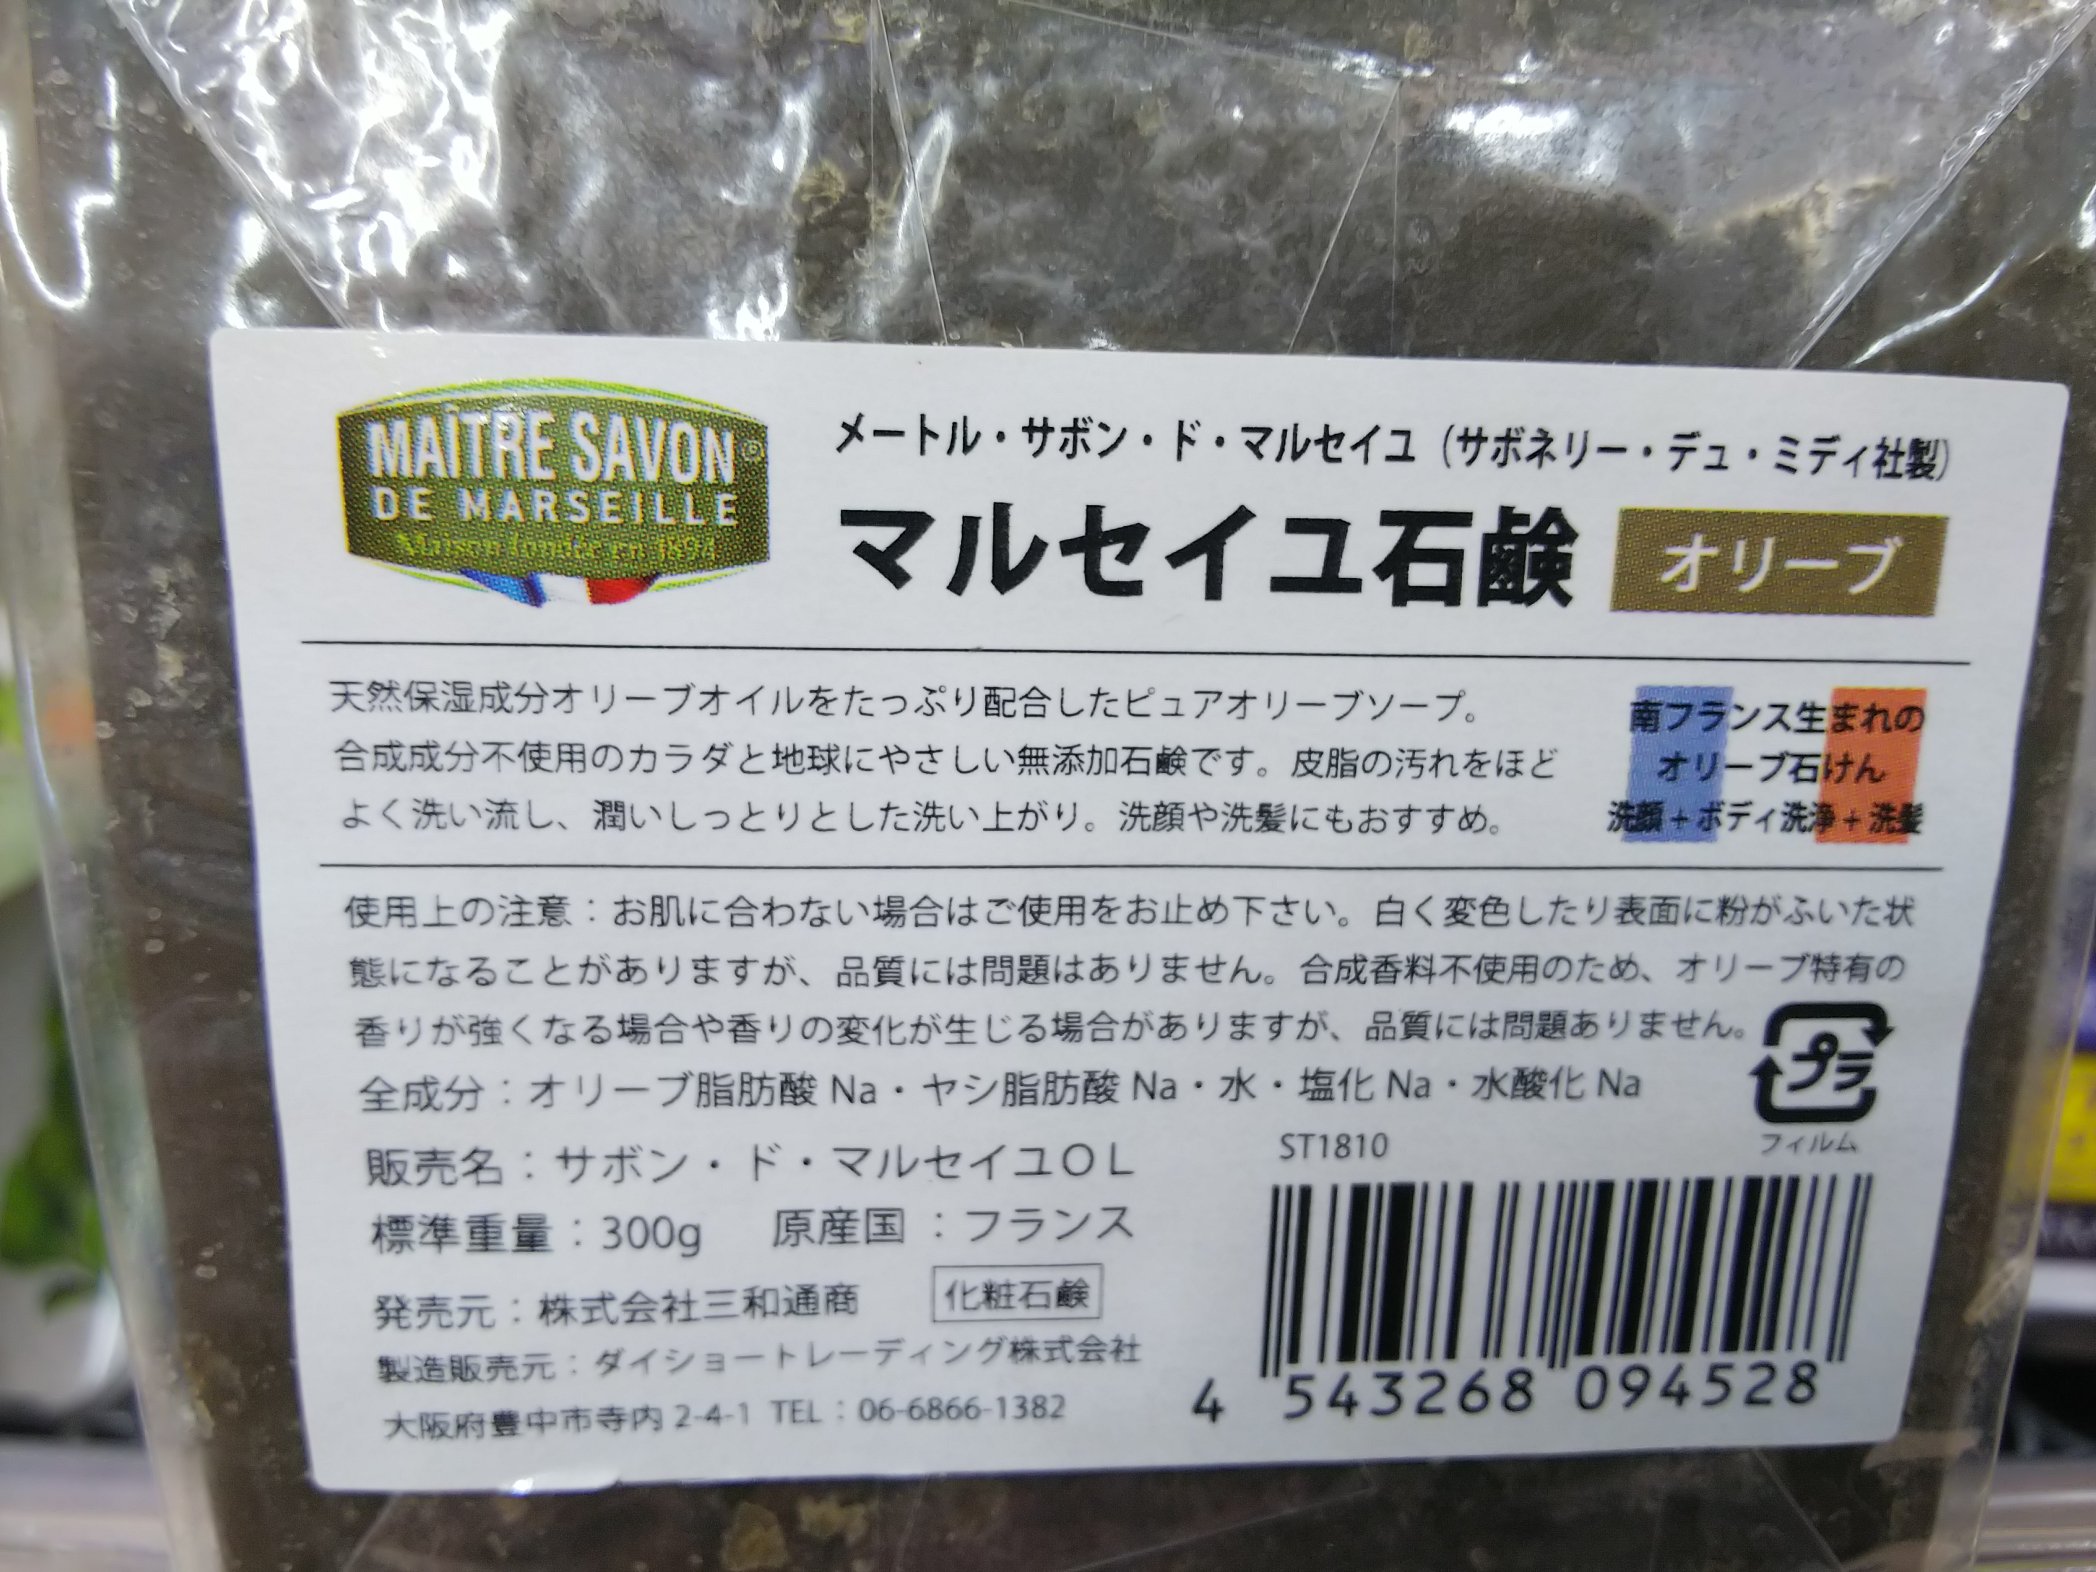 MAÎTRE SAVON
DE MARSEILLE
Maison fondée en 1894
メートル・サボン・ド・マルセイユ（サボネリー・デュ・ミディ社製）
マルセイユ石鹸
オリーブ
天然保湿成分オリーブオイルをたっぷり配合したピュアオリーブソープ。
合成成分不使用のカラダと地球にやさしい無添加石鹸です。皮脂の汚れをほど
よく洗い流し、潤いしっとりとした洗い上がり。洗顔や洗髪にもおすすめ。
南フランス生まれの
オリーブ石けん
洗顔+ボディ洗浄+洗髪
使用上の注意：お肌に合わない場合はご使用をお止め下さい。白く変色したり表面に粉がふいた状
態になることがありますが、品質には問題はありません。合成香料不使用のため、オリーブ特有の
香りが強くなる場合や香りの変化が生じる場合がありますが、品質には問題ありません。
プラ
フィルム
全成分：オリーブ脂肪酸 Na・ヤシ脂肪酸 Na・水・塩化 Na・水酸化 Na
販売名：サボン・ド・マルセイユＯＬ
標準重量：300g 原産国：フランス
発売元：株式会社三和通商 化粧石鹸
製造販売元：ダイショートレーディング株式会社
大阪府豊中市寺内 2-4-1 TEL：06-6866-1382
ST1810
4 543268 094528